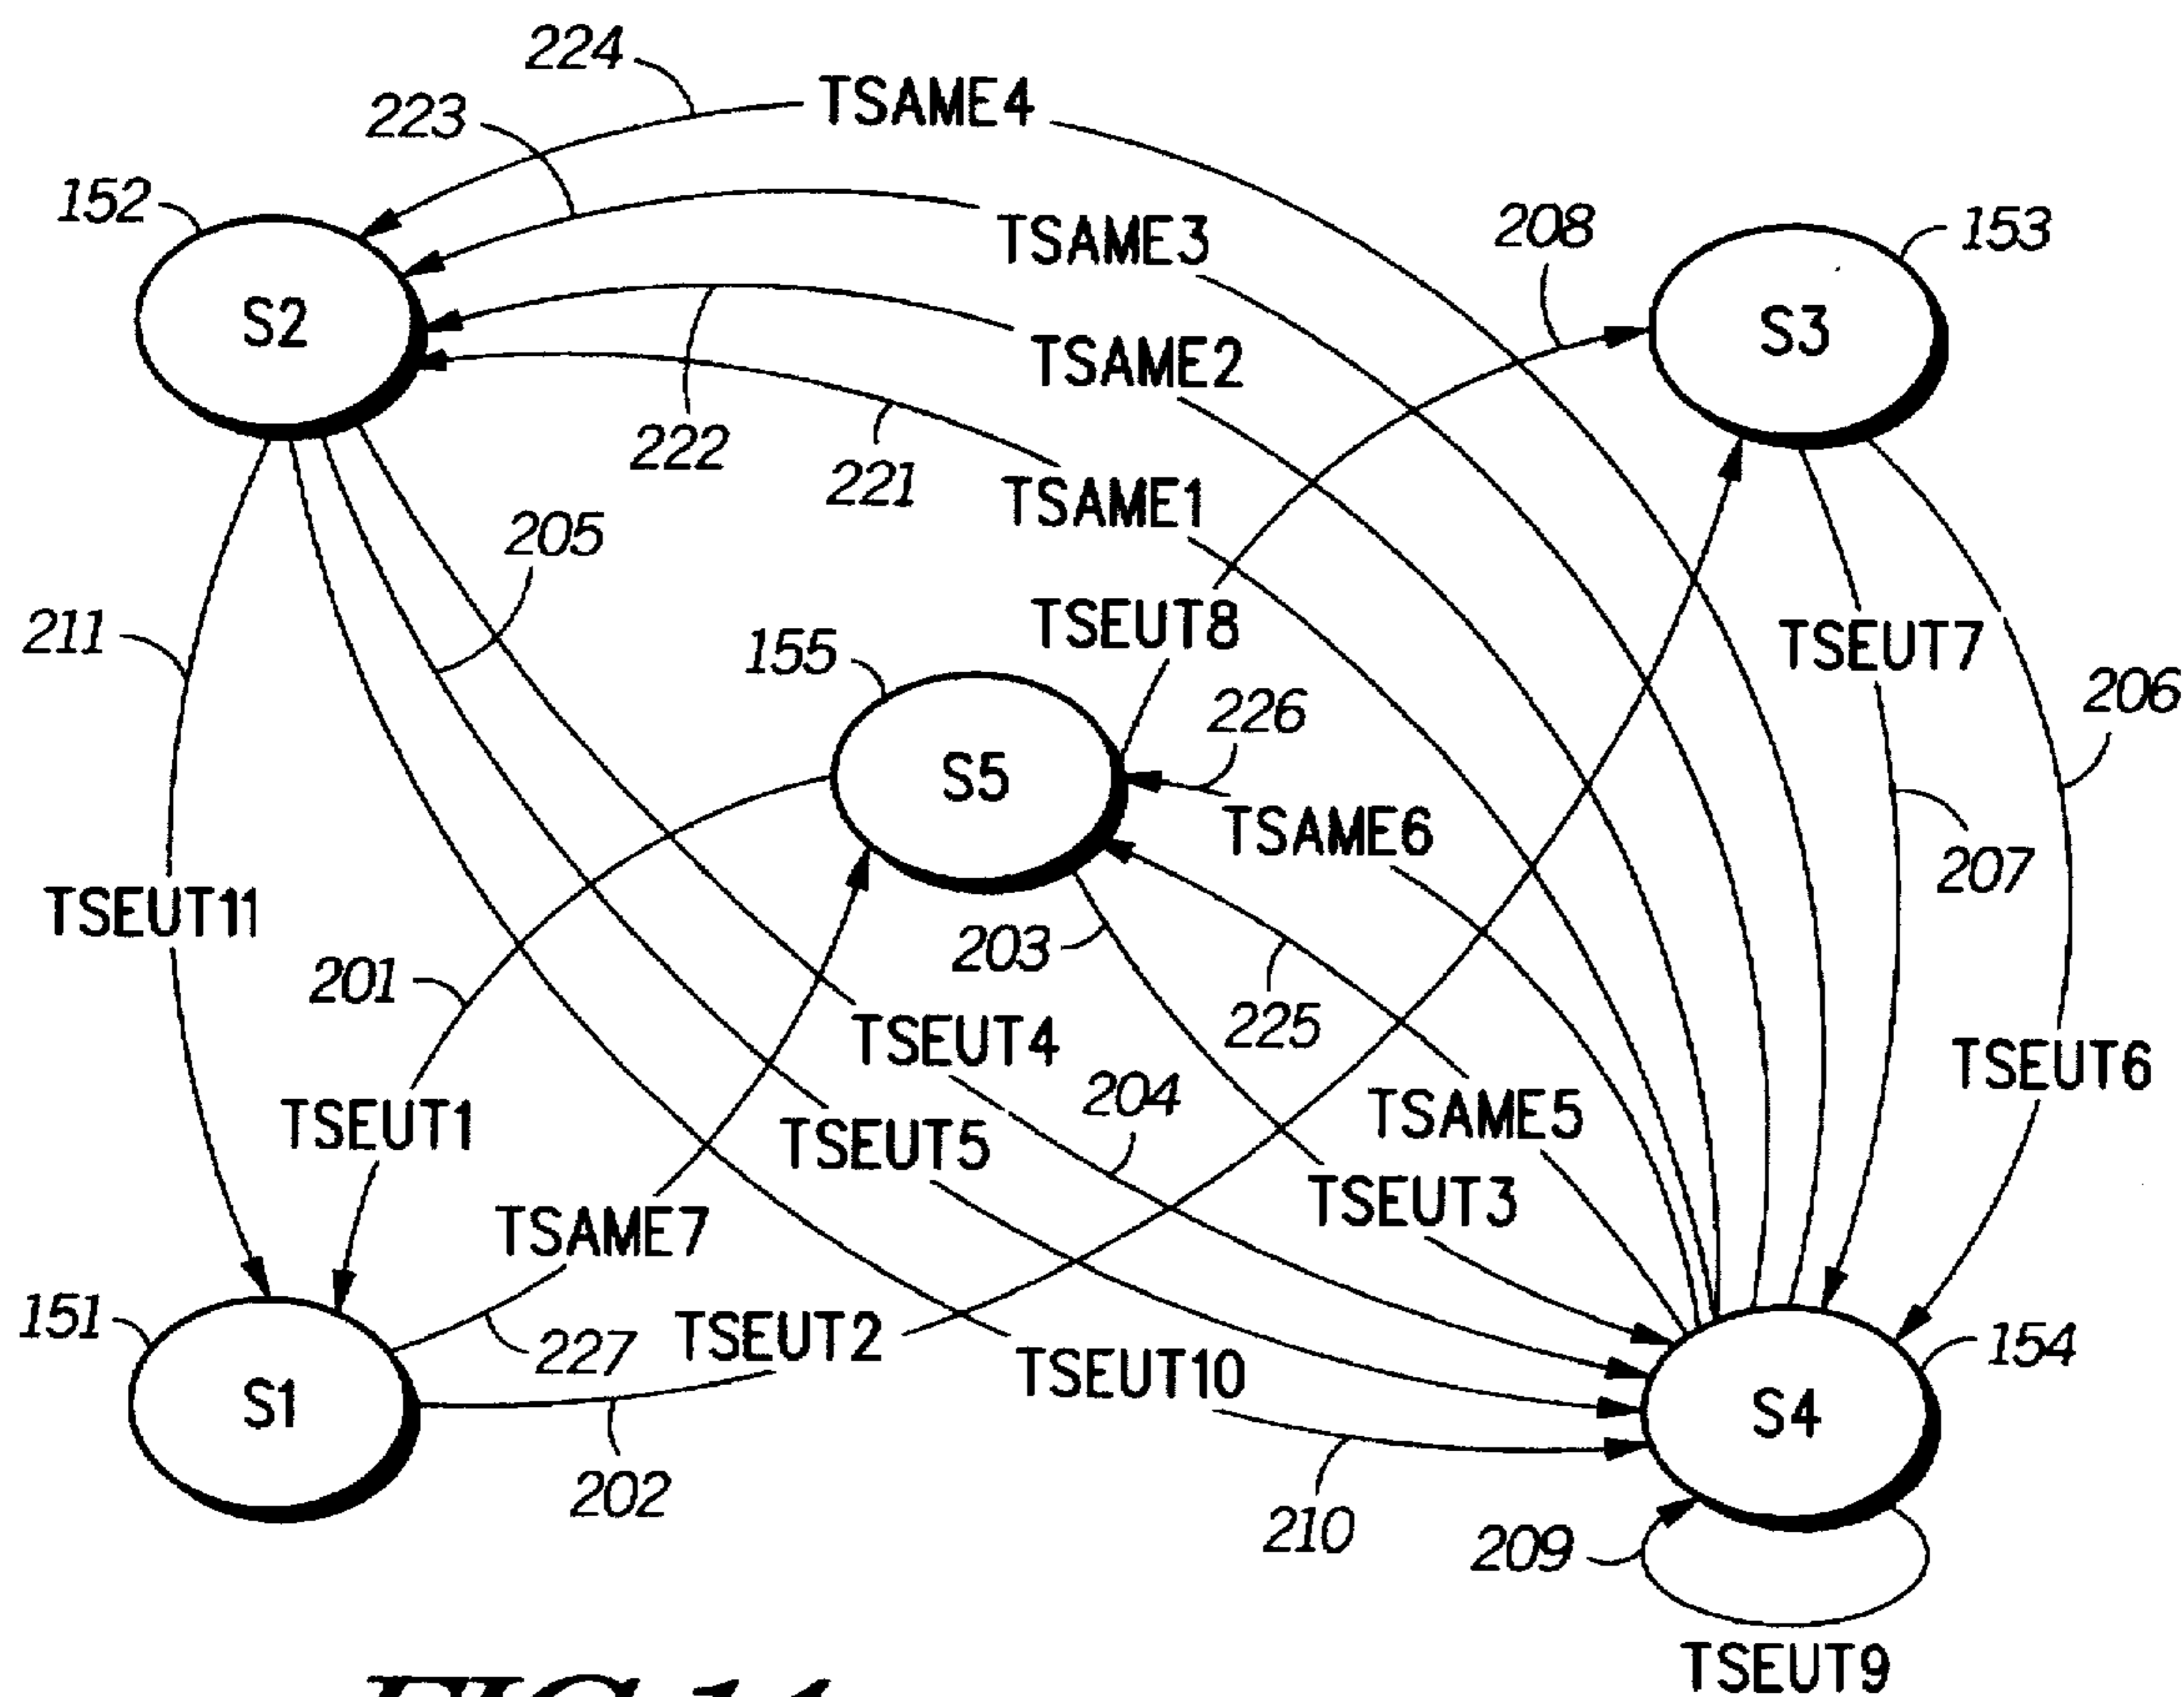 224
TSAME4
223
152
TSAME3
208
153
S2
S3
TSAME2
222
221
TSAME1
205
211
TSEUT8
155
TSEUT7
206
226
S5
TSAME6
207
TSEUT11
203
201
225
TSEUT4
TSEUT6
204
TSEUT1
TSAME5
TSEUT5
TSEUT3
TSAME7
151
227
TSEUT2
154
TSEUT10
S1
S4
202
210
209
TSEUT9